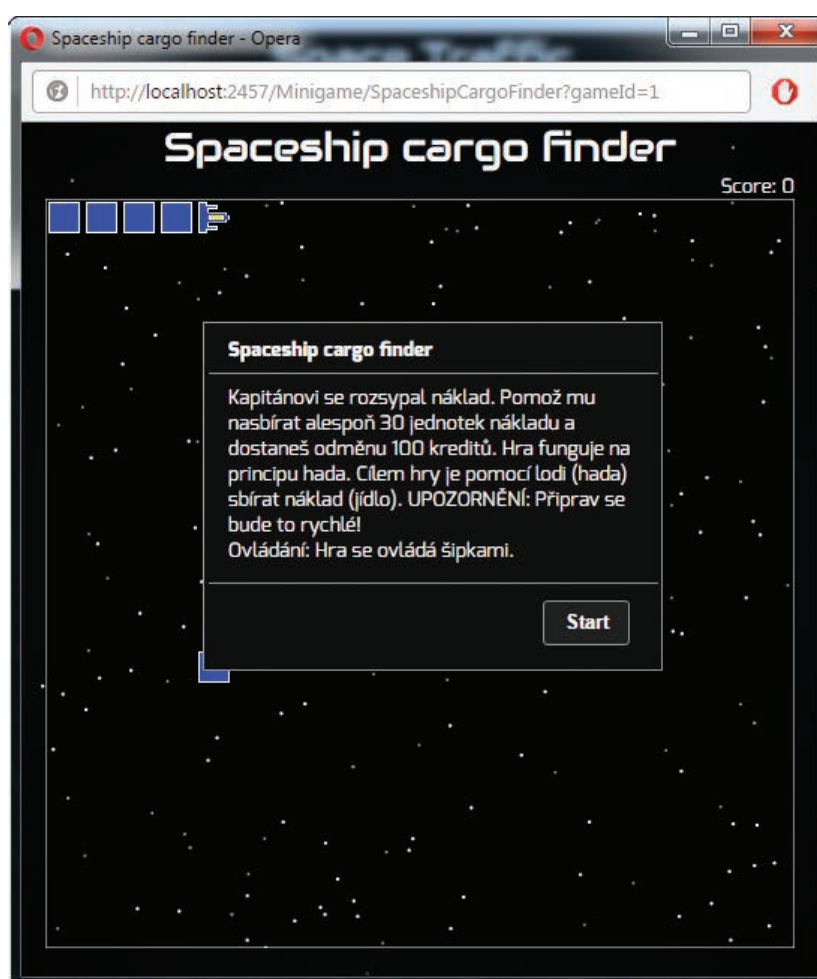 Spaceship cargo finder - Opera
Space Traffic
http://localhost:2457/Minigame/SpaceshipCargoFinder?gameId=1
Spaceship cargo finder
Score: 0
Spaceship cargo finder
Kapitánovi se rozsypal náklad. Pomož mu
nasbírat alespoň 30 jednotek nákladu a
dostaneš odměnu 100 kreditů. Hra funguje na
principu hada. Cílem hry je pomocí lodi (hada)
sbírat náklad (jídlo). UPOZORNĚNÍ: Připrav se
bude to rychlé!
Ovládání: Hra se ovládá šipkami.
Start